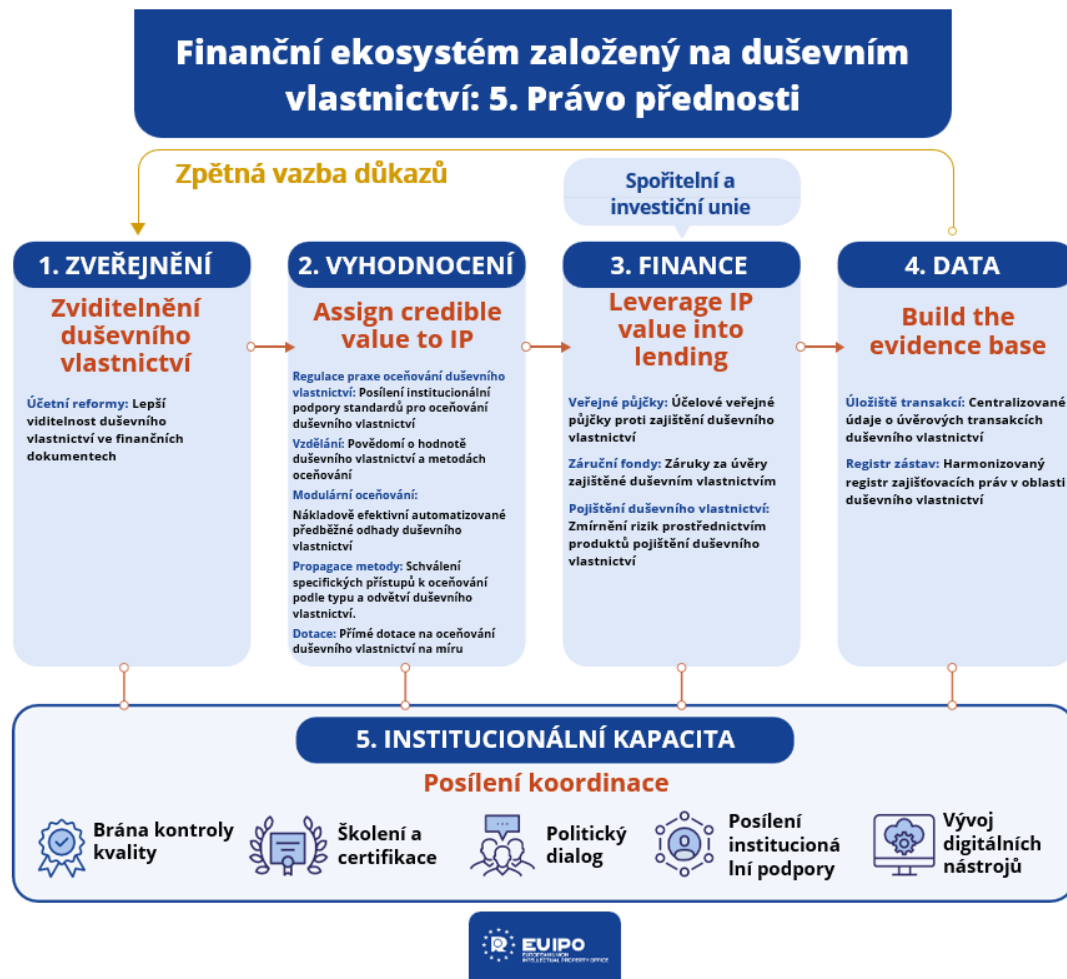 Finanční ekosystém založený na duševním
vlastnictví: 5. Právo přednosti
Zpětná vazba důkazů
Spořitelní a
investiční unie
1. ZVEŘEJNĚNÍ
Zviditelnění
duševního
vlastnictví
Účetní reformy: Lepší
viditelnost duševního
vlastnictví ve finančních
dokumentech
2. VYHODNOCENÍ
Assign credible
value to IP
Regulace praxe oceňování duševního
vlastnictví: Posílení institucionální
podpory standardů pro oceňování
duševního vlastnictví
Vzdělání: Povědomí o hodnotě
duševního vlastnictví a metodách
oceňování
Modulární oceňování:
Nákladově efektivní automatizované
předběžné odhady duševního
vlastnictví
Propagace metody: Schválení
specifických přístupů k oceňování
podle typu a odvětví duševního
vlastnictví.
Dotace: Přímé dotace na oceňování
duševního vlastnictví na míru
3. FINANCE
Leverage IP
value into
lending
Veřejné půjčky: Účelové veřejné
půjčky proti zajištění duševního
vlastnictví
Záruční fondy: Záruky za úvěry
zajištěné duševním vlastnictvím
Pojištění duševního vlastnictví:
Zmírnění rizik prostřednictvím
produktů pojištění duševního
vlastnictví
4. DATA
Build the
evidence base
Úložiště transakcí: Centralizované
údaje o úvěrových transakcích
duševního vlastnictví
Registr zástav: Harmonizovaný
registr zajišťovacích práv v oblasti
duševního vlastnictví
5. INSTITUCIONÁLNÍ KAPACITA
Posílení koordinace
Brána kontroly
kvality
Školení a
certifikace
Politický
dialog
Posílení
institucioná
lní podpory
Vývoj
digitálních
nástrojů
EUIPO
EUROPEAN UNION
INTELLECTUAL PROPERTY OFFICE